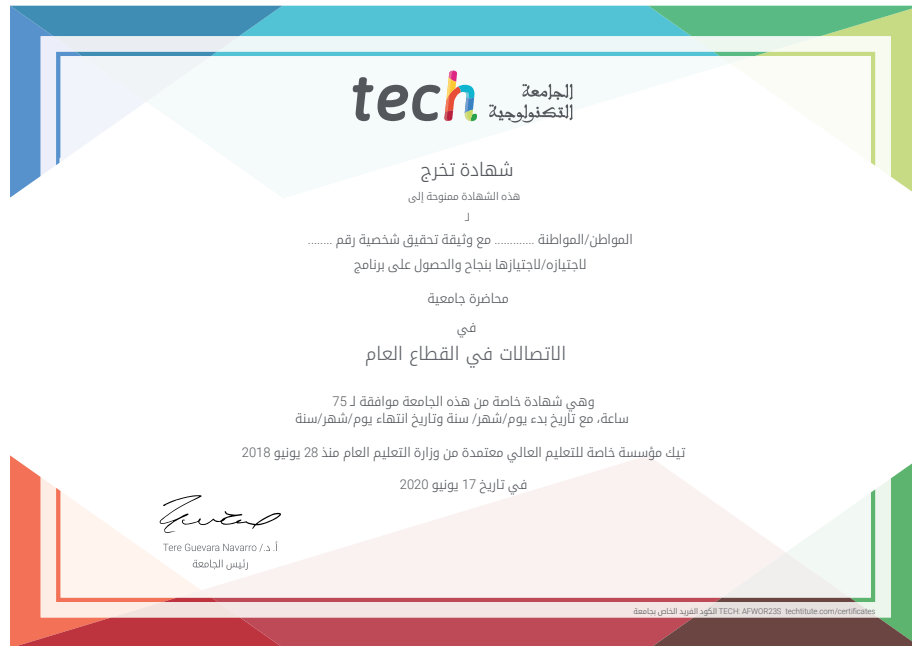 tech الجامعة
التكنولوجية
شهادة تخرج
هذه الشهادة ممنوحة إلى
لـ
المواطن/المواطنة ............ مع وثيقة تحقيق شخصية رقم ........
لاجتيازه/لاجتيازها بنجاح والحصول على برنامج
محاضرة جامعية
في
الاتصالات في القطاع العام
وهي شهادة خاصة من هذه الجامعة موافقة لـ 75
ساعة، مع تاريخ بدء يوم/شهر/ سنة وتاريخ انتهاء يوم/شهر/سنة
تيك مؤسسة خاصة للتعليم العالي معتمدة من وزارة التعليم العام منذ 28 يونيو 2018
في تاريخ 17 يونيو 2020
أ.د./ Tere Guevara Navarro
رئيس الجامعة
الكود الفريد الخاص بجامعة TECH: AFWOR23S techtitute.com/certificates